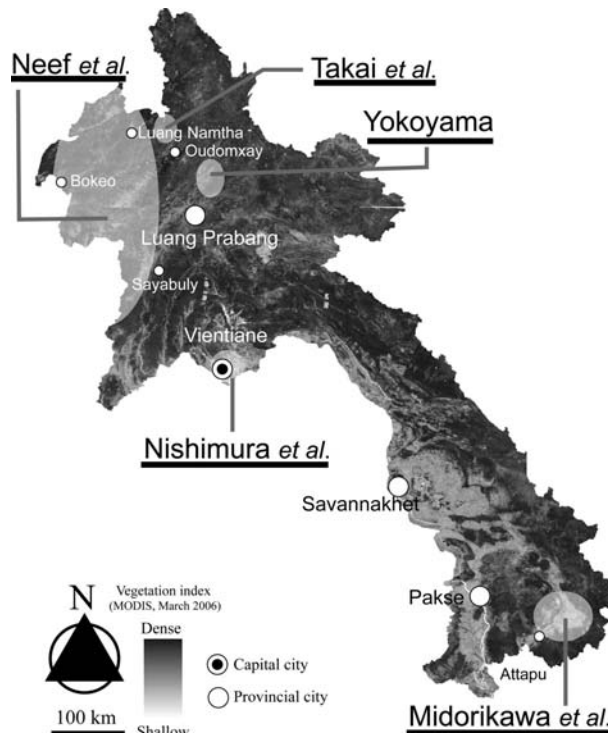 Neef et al.
Takai et al.
Yokoyama
Luang Namtha
Oudomxay
Bokeo
Luang Prabang
Sayabuly
Vientiane
Nishimura et al.
Savannakhet
Pakse
Attapu
Midorikawa et al.
N
Vegetation index
(MODIS, March 2006)
Dense
Shallow
Capital city
Provincial city
100 km